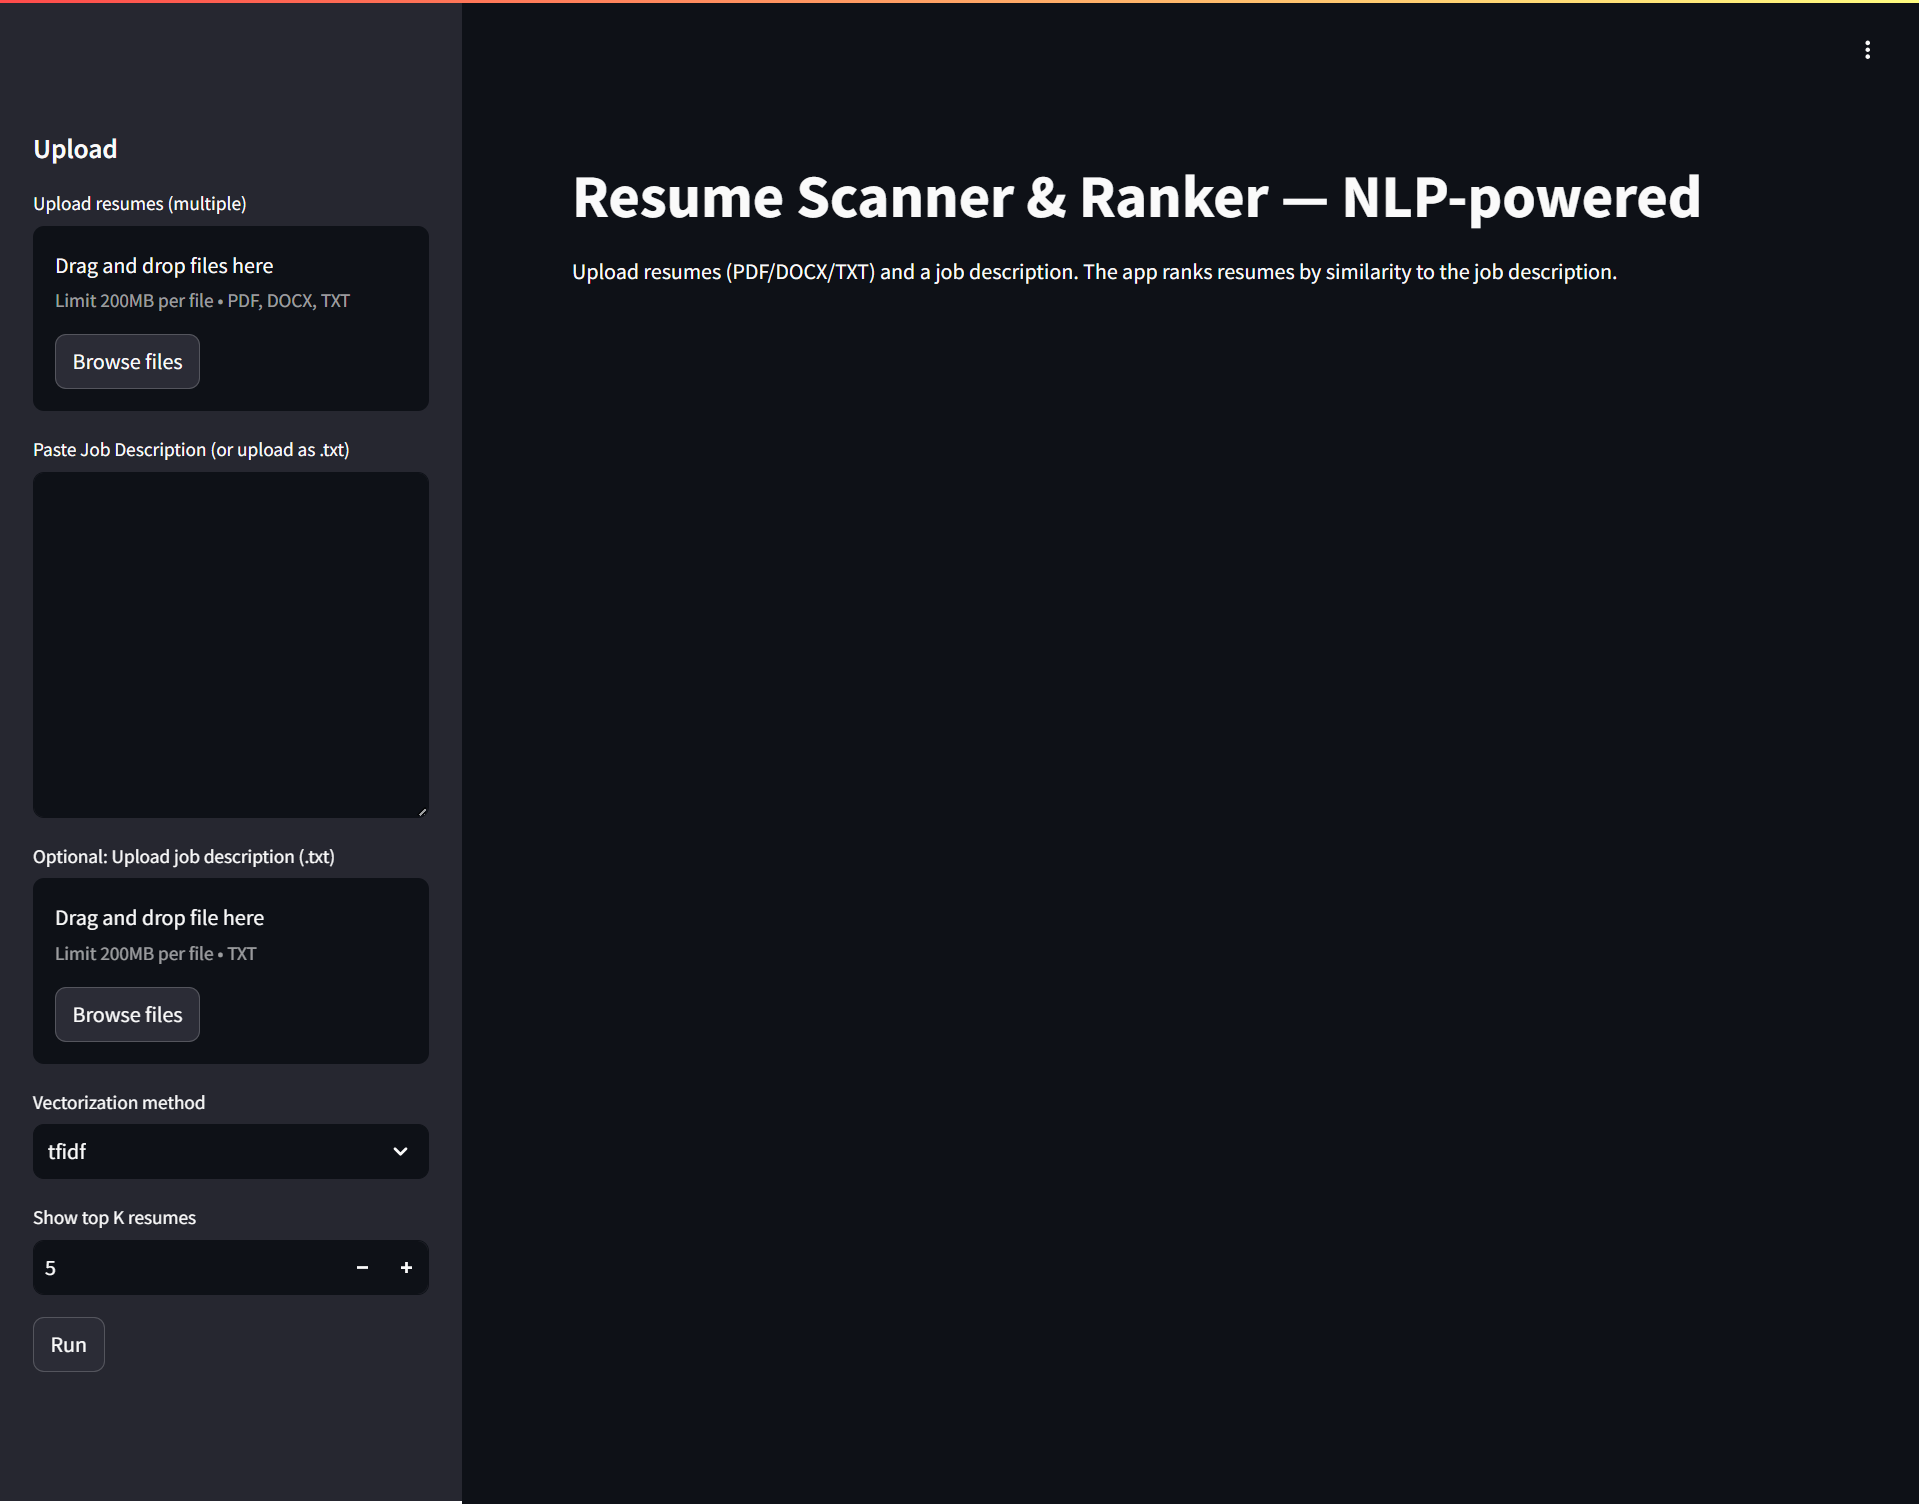 Upload
Upload resumes (multiple)
Drag and drop files here
Limit 200MB per file • PDF, DOCX, TXT
Browse files
Paste Job Description (or upload as .txt)
Optional: Upload job description (.txt)
Drag and drop file here
Limit 200MB per file • TXT
Browse files
Vectorization method
tfidf
Show top K resumes
5
Run
Resume Scanner & Ranker — NLP-powered
Upload resumes (PDF/DOCX/TXT) and a job description. The app ranks resumes by similarity to the job description.